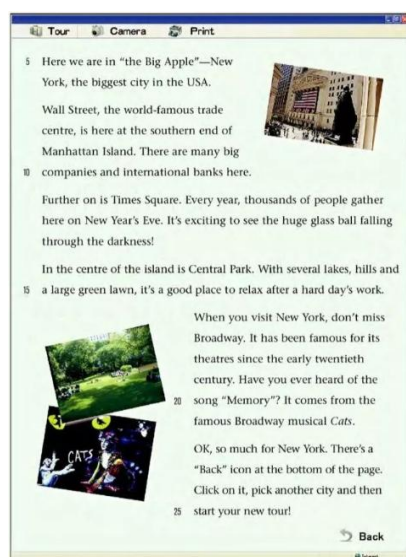 Tour Camera Print
5 Here we are in “the Big Apple”—New
York, the biggest city in the USA.
Wall Street, the world-famous trade
centre, is here at the southern end of
Manhattan Island. There are many big
10 companies and international banks here.
Further on is Times Square. Every year, thousands of people gather
here on New Year’s Eve. It’s exciting to see the huge glass ball falling
through the darkness!
In the centre of the island is Central Park. With several lakes, hills and
15 a large green lawn, it’s a good place to relax after a hard day’s work.
When you visit New York, don’t miss
Broadway. It has been famous for its
theatres since the early twentieth
century. Have you ever heard of the
20 song “Memory”? It comes from the
famous Broadway musical Cats.
CATS
OK, so much for New York. There’s a
“Back” icon at the bottom of the page.
Click on it, pick another city and then
25 start your new tour!
Back